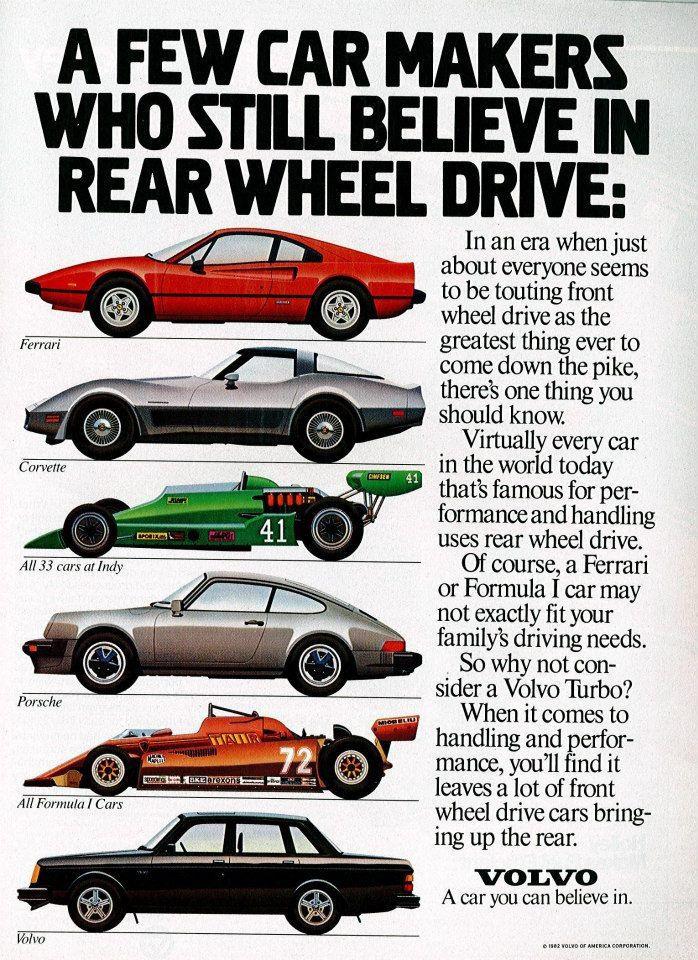 A FEW CAR MAKERS
WHO STILL BELIEVE IN
REAR WHEEL DRIVE:
Ferrari
Corvette
41
41
All 33 cars at Indy
Porsche
TAIR
72
arexons
All Formula I Cars
Volvo
In an era when just
about everyone seems
to be touting front
wheel drive as the
greatest thing ever to
come down the pike,
there's one thing you
should know.
Virtually every car
in the world today
that's famous for per-
formance and handling
uses rear wheel drive.
Of course, a Ferrari
or Formula I car may
not exactly fit your
family's driving needs.
So why not con-
sider a Volvo Turbo?
When it comes to
handling and perfor-
mance, you'll find it
leaves a lot of front
wheel drive cars bring-
ing up the rear.
VOLVO
A car you can believe in.
© 1982 VOLVO OF AMERICA CORPORATION.